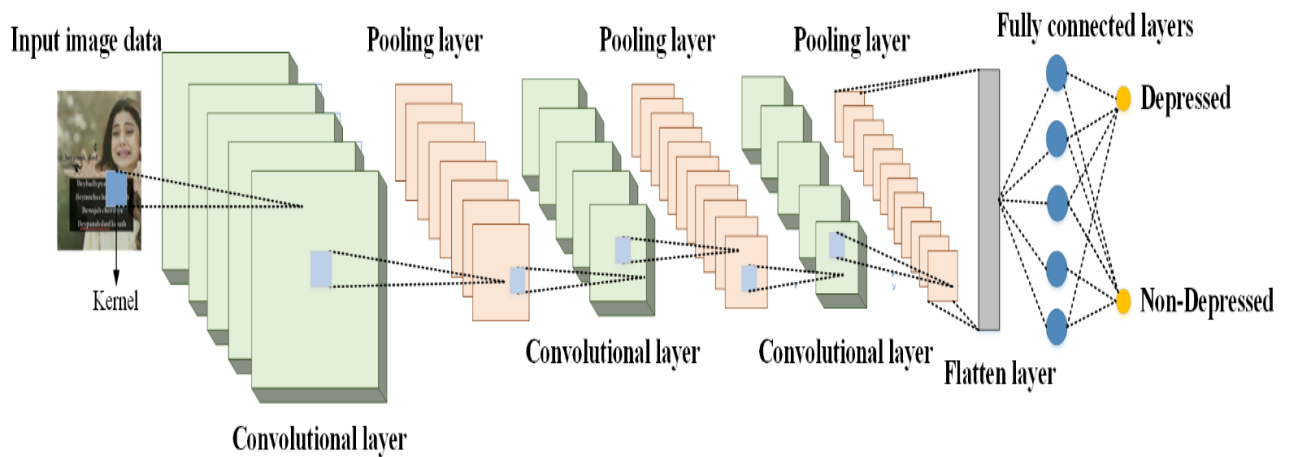 Input image data
Pooling layer
Pooling layer
Pooling layer
Fully connected layers
Depressed
Non-Depressed
Kernel
Convolutional layer
Convolutional layer
Convolutional layer
Flatten layer